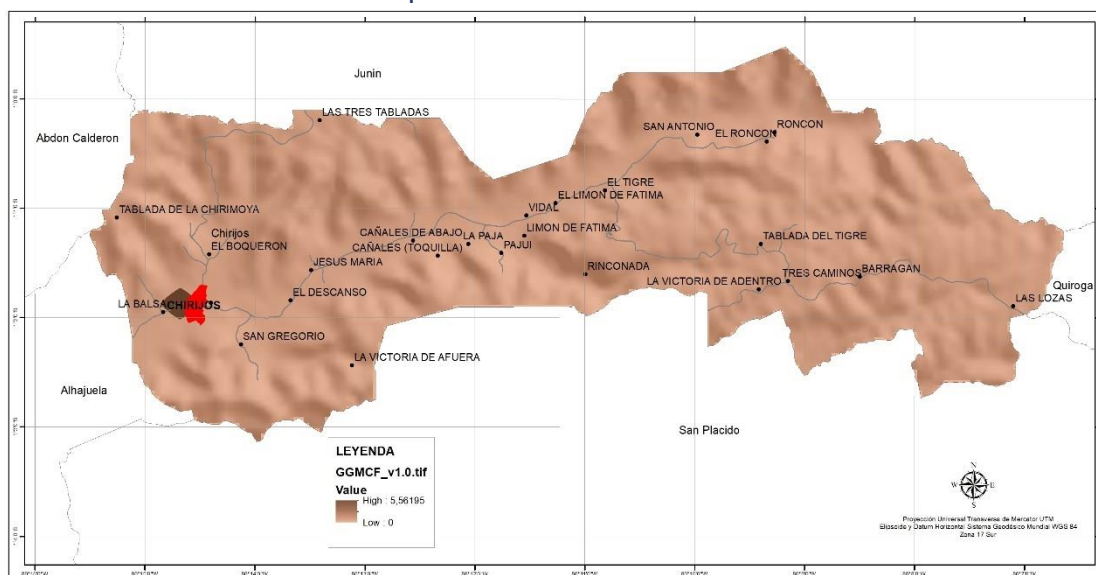 Junin
LAS TRES TABLADAS
SAN ANTONIO
RONCON
EL RONCON
Abdon Calderon
EL TIGRE
EL LIMON DE FATIMA
TABLADA DE LA CHIRIMOYA
VIDAL
Chirijos
CAÑALES DE ABAJO
LIMON DE FATIMA
EL BOQUERON
CAÑALES (TOQUILLA)
LA PAJA
PAJUI
TABLADA DEL TIGRE
JESUS MARIA
RINCONADA
TRES CAMINOS
BARRAGAN
LA VICTORIA DE ADENTRO
Quiroga
EL DESCANSO
LA BALSA
CHIRIJOS
LAS LOZAS
SAN GREGORIO
LA VICTORIA DE AFUERA
Alhajuela
San Placido
LEYENDA
GGMCF_v1.0.tif
Value
High : 5,56195
Low : 0
N
W E
S
Proyección Universal Transversa de Mercator UTM
Elipsoide y Datum Horizontal Sistema Geodésico Mundial WGS 84
Zona 17 Sur